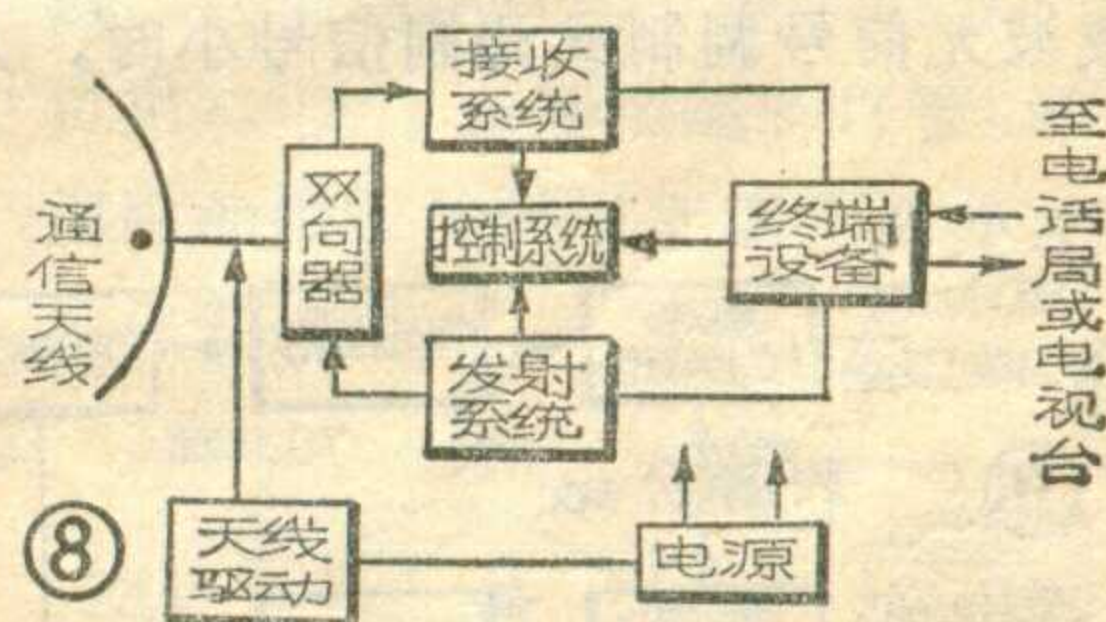 接收
系统
双向器
通信天线
控制系统
终端
设备
至电话局或电视台
发射
系统
⑧
天线
驱动
电源